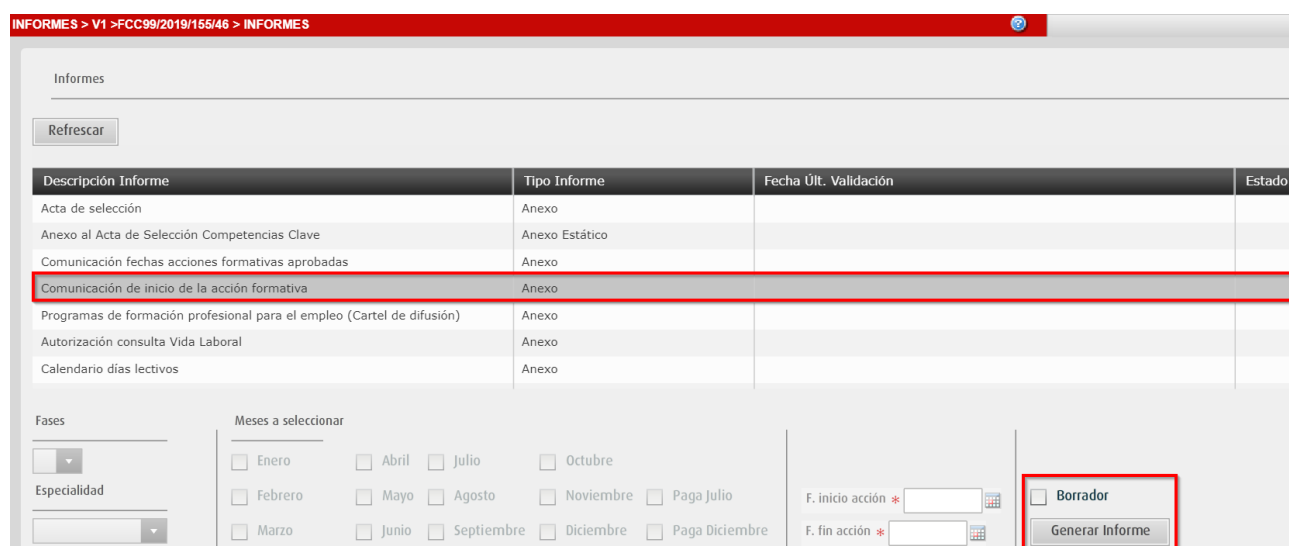 INFORMES > V1 >FCC99/2019/155/46 > INFORMES
Informes
Refrescar
Descripción Informe Tipo Informe Fecha Últ. Validación Estado
Acta de selección Anexo
Anexo al Acta de Selección Competencias Clave Anexo Estático
Comunicación fechas acciones formativas aprobadas Anexo
Comunicación de inicio de la acción formativa Anexo
Programas de formación profesional para el empleo (Cartel de difusión) Anexo
Autorización consulta Vida Laboral Anexo
Calendario días lectivos Anexo
Fases Meses a seleccionar
Enero Abril Julio Octubre
Especialidad Febrero Mayo Agosto Noviembre Paga Julio F. inicio acción * Borrador
Marzo Junio Septiembre Diciembre Paga Diciembre F. fin acción * Generar Informe